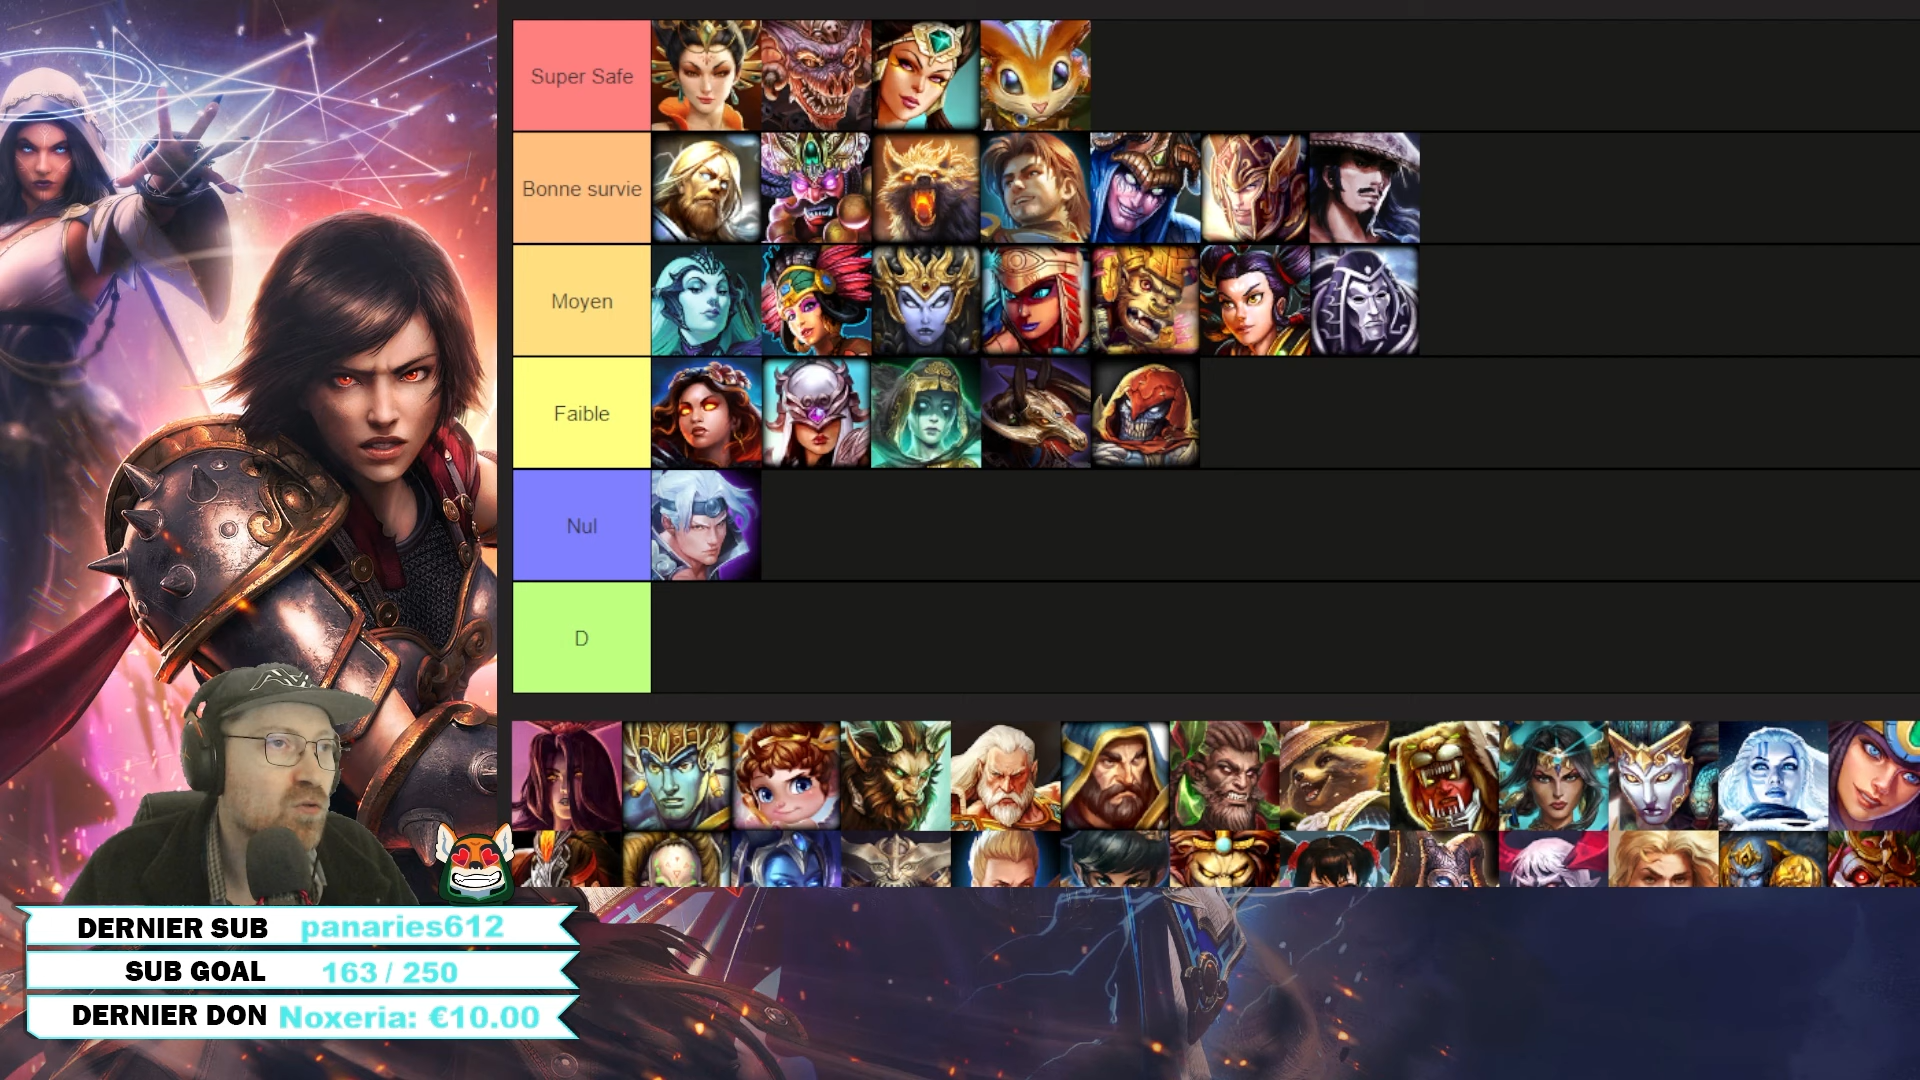 Super Safe
Bonne survie
Moyen
Faible
Nul
D
DERNIER SUB panaries612
SUB GOAL 163 / 250
DERNIER DON Noxeria: €10.00